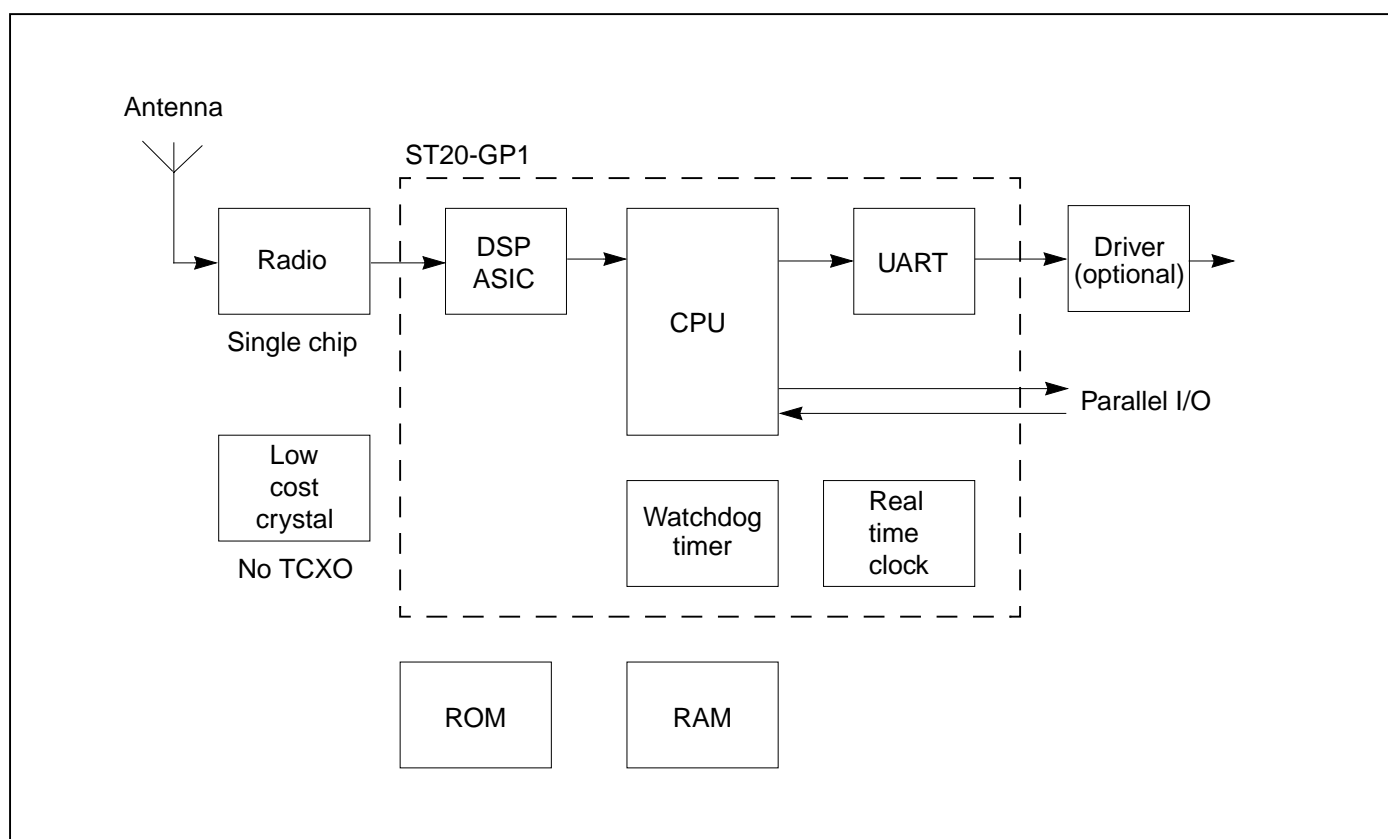 Antenna
ST20-GP1
Radio
DSP
ASIC
CPU
UART
Driver
(optional)
Single chip
Parallel I/O
Low
cost
crystal
No TCXO
Watchdog
timer
Real
time
clock
ROM
RAM